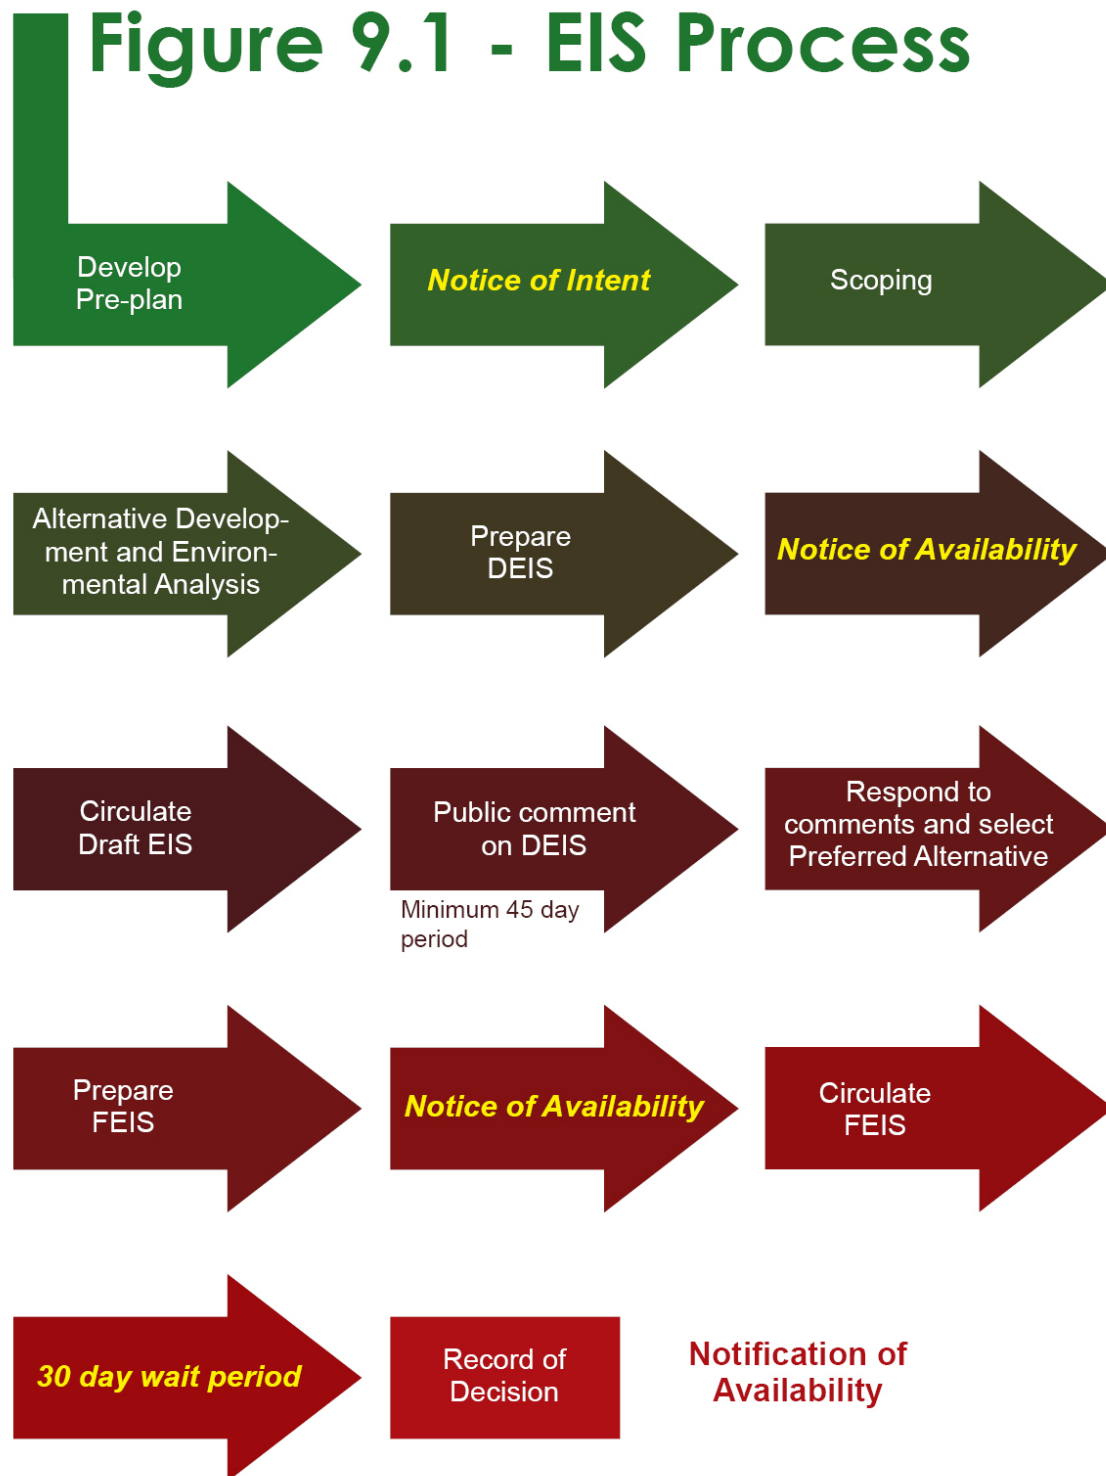 Figure 9.1 - EIS Process
Develop
Pre-plan
Notice of Intent
Scoping
Alternative Develop-
ment and Environ-
mental Analysis
Prepare
DEIS
Notice of Availability
Circulate
Draft EIS
Public comment
on DEIS
Minimum 45 day
period
Respond to
comments and select
Preferred Alternative
Prepare
FEIS
Notice of Availability
Circulate
FEIS
30 day wait period
Record of
Decision
Notification of
Availability